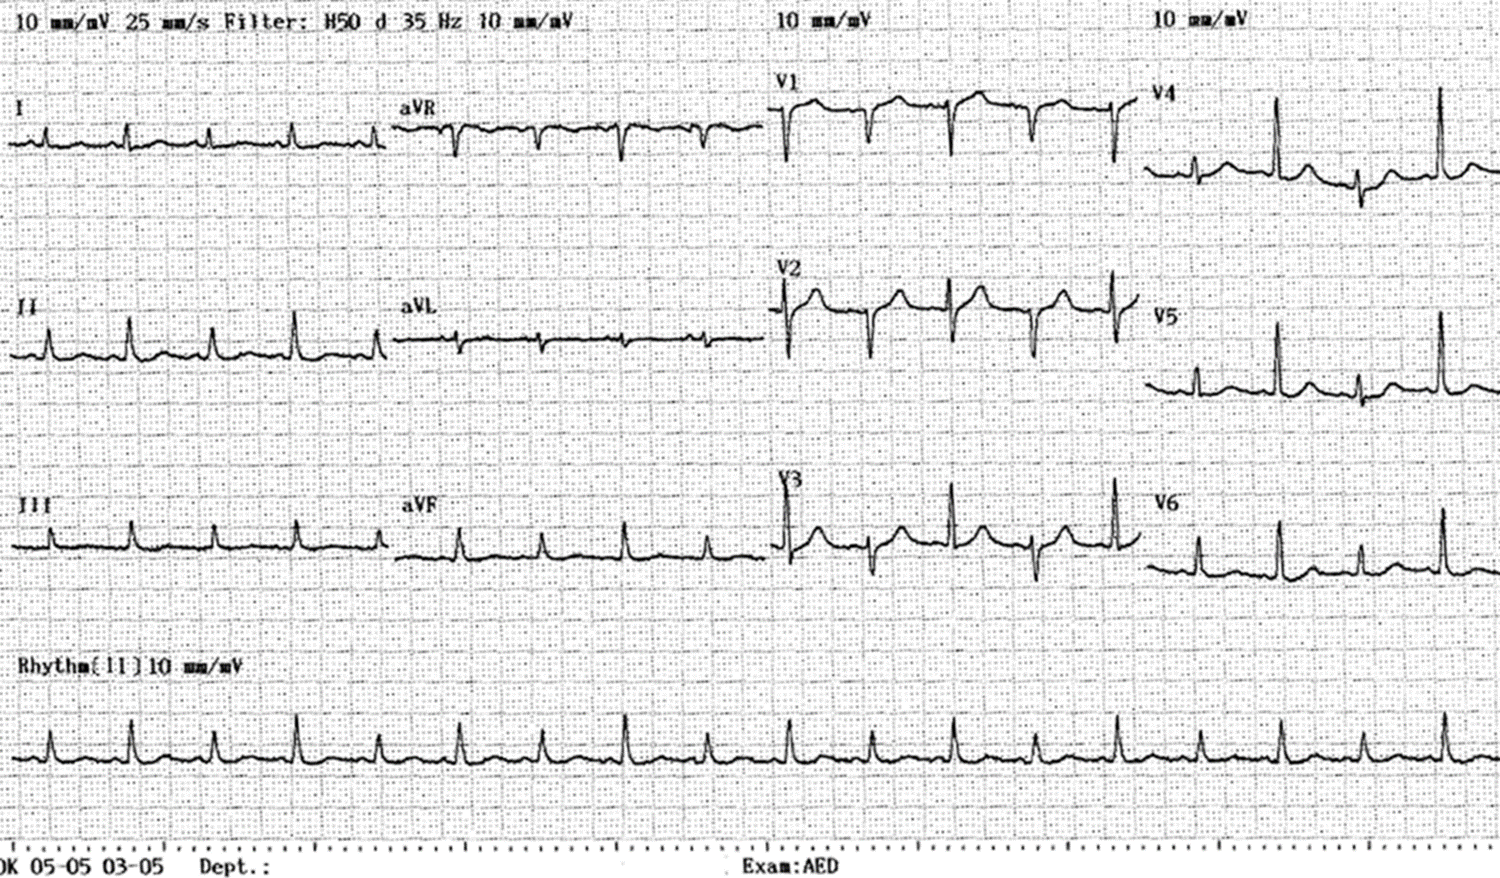 10 mm/mV 25 mm/s Filter: H50 d 35 Hz 10 mm/mV 10 mm/mV 10 mm/mV
I aVR V1 V4
II aVL V2 V5
III aVF V3 V6
Rhythm[II]10 mm/mV
OK 05-05 03-05 Dept.: Exam:AED